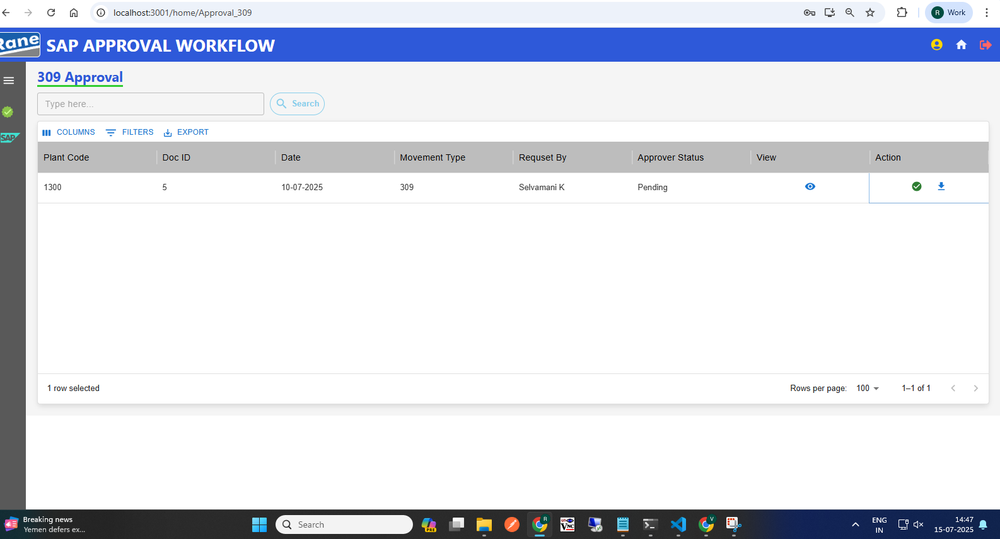 localhost:3001/home/Approval_309
R Work
Rane SAP APPROVAL WORKFLOW
309 Approval
Type here... Search
SAP
COLUMNS FILTERS EXPORT
Plant Code Doc ID Date Movement Type Requset By Approver Status View Action
1300 5 10-07-2025 309 Selvamani K Pending
1 row selected Rows per page: 100 1–1 of 1
Breaking news
Yemen defers ex...
Search
PRE
R
VNC
V
ENG
IN
14:47
15-07-2025